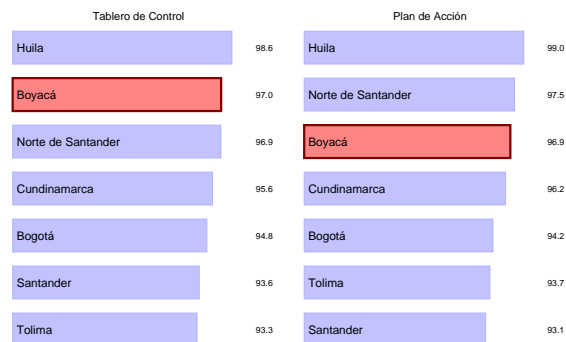 Tablero de Control
Huila 98.6
Boyacá 97.0
Norte de Santander 96.9
Cundinamarca 95.6
Bogotá 94.8
Santander 93.6
Tolima 93.3
Plan de Acción
Huila 99.0
Norte de Santander 97.5
Boyacá 96.9
Cundinamarca 96.2
Bogotá 94.2
Tolima 93.7
Santander 93.1